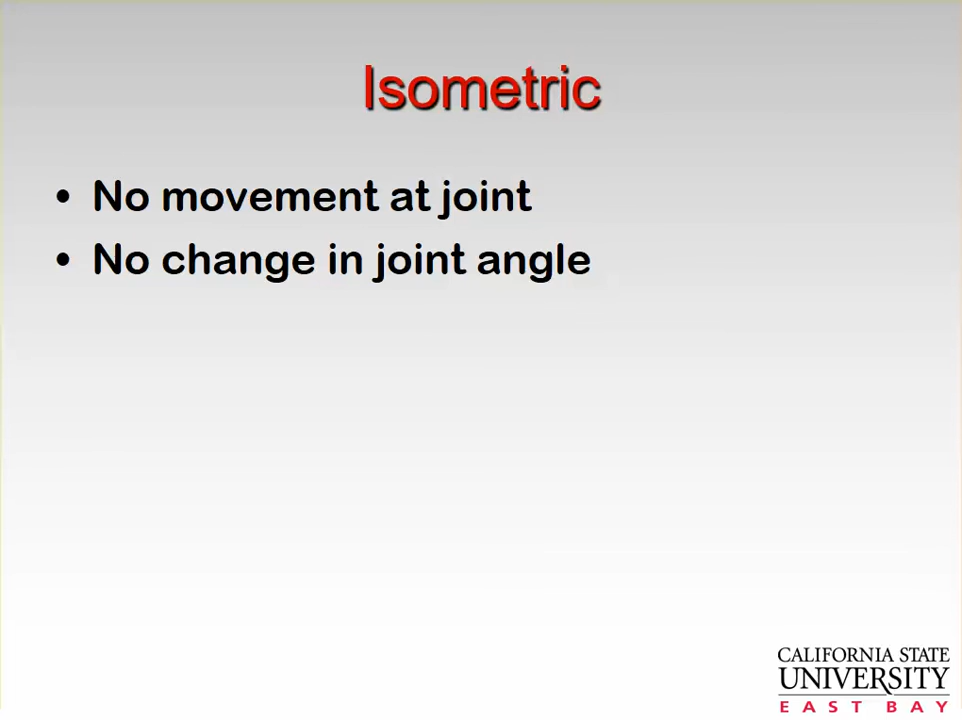 Isometric
• No movement at joint
• No change in joint angle
CALIFORNIA STATE
UNIVERSITY
EAST BAY